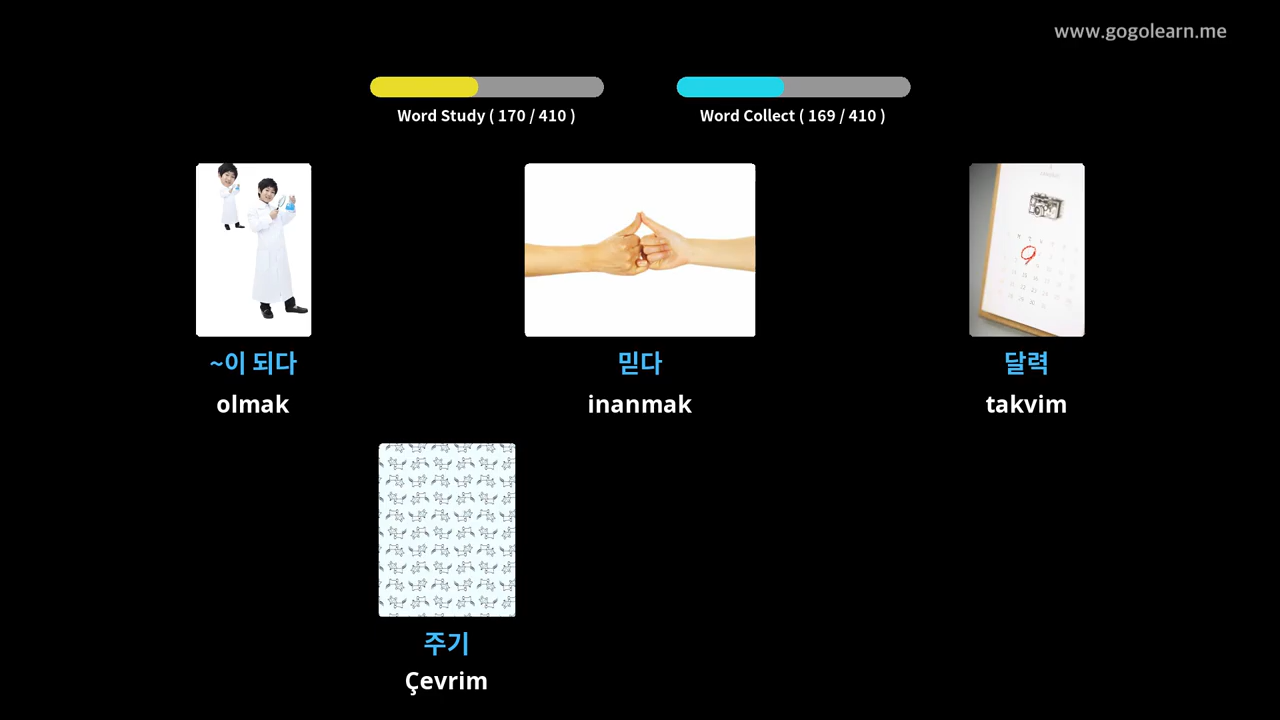 www.gogolearn.me
Word Study ( 170 / 410 )
Word Collect ( 169 / 410 )
~이 되다
olmak
믿다
inanmak
달력
takvim
주기
Çevrim